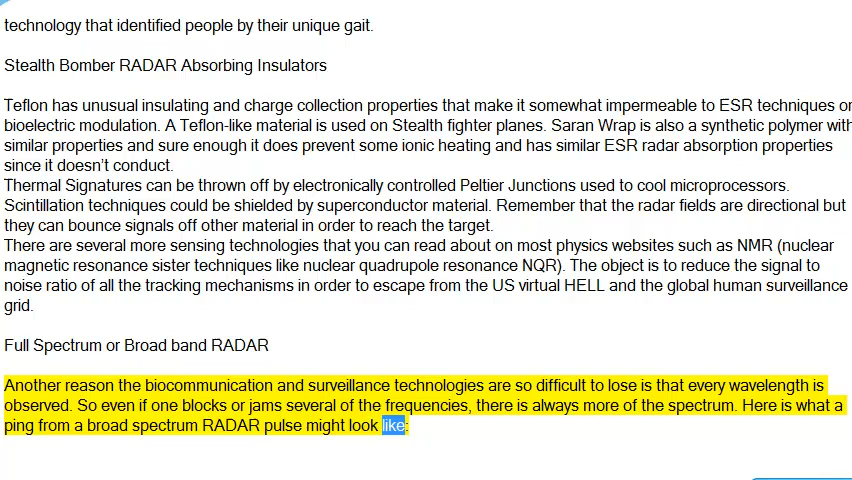 technology that identified people by their unique gait.
Stealth Bomber RADAR Absorbing Insulators
Teflon has unusual insulating and charge collection properties that make it somewhat impermeable to ESR techniques or
bioelectric modulation. A Teflon-like material is used on Stealth fighter planes. Saran Wrap is also a synthetic polymer with
similar properties and sure enough it does prevent some ionic heating and has similar ESR radar absorption properties
since it doesn’t conduct.
Thermal Signatures can be thrown off by electronically controlled Peltier Junctions used to cool microprocessors.
Scintillation techniques could be shielded by superconductor material. Remember that the radar fields are directional but
they can bounce signals off other material in order to reach the target.
There are several more sensing technologies that you can read about on most physics websites such as NMR (nuclear
magnetic resonance sister techniques like nuclear quadrupole resonance NQR). The object is to reduce the signal to
noise ratio of all the tracking mechanisms in order to escape from the US virtual HELL and the global human surveillance
grid.
Full Spectrum or Broad band RADAR
Another reason the biocommunication and surveillance technologies are so difficult to lose is that every wavelength is
observed. So even if one blocks or jams several of the frequencies, there is always more of the spectrum. Here is what a
ping from a broad spectrum RADAR pulse might look like: